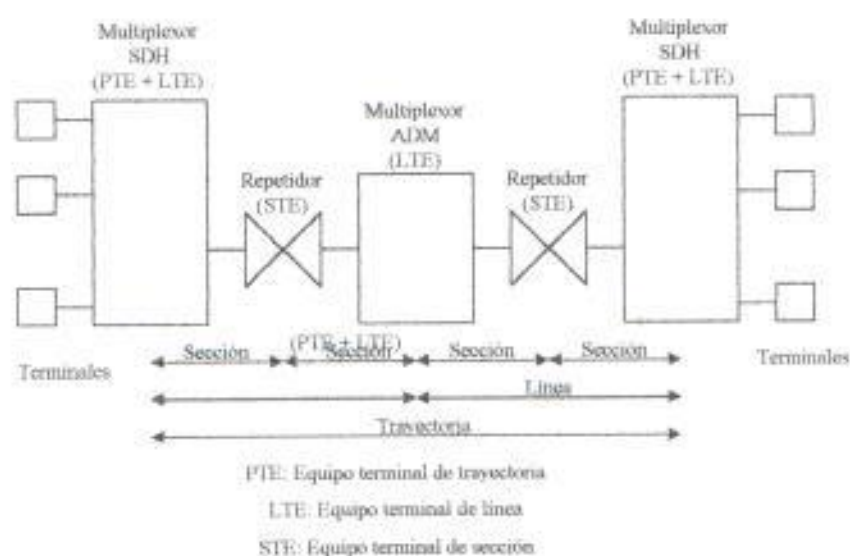 Multiplexor
SDH
(PTE + LTE)
Multiplexor
SDH
(PTE + LTE)
Multiplexor
ADM
(LTE)
Repetidor
(STE)
Repetidor
(STE)
(PTE + LTE)
Sección
Sección
Sección
Sección
Terminales
Terminales
Línea
Trayectoria
PTE: Equipo terminal de trayectoria
LTE: Equipo terminal de línea
STE: Equipo terminal de sección